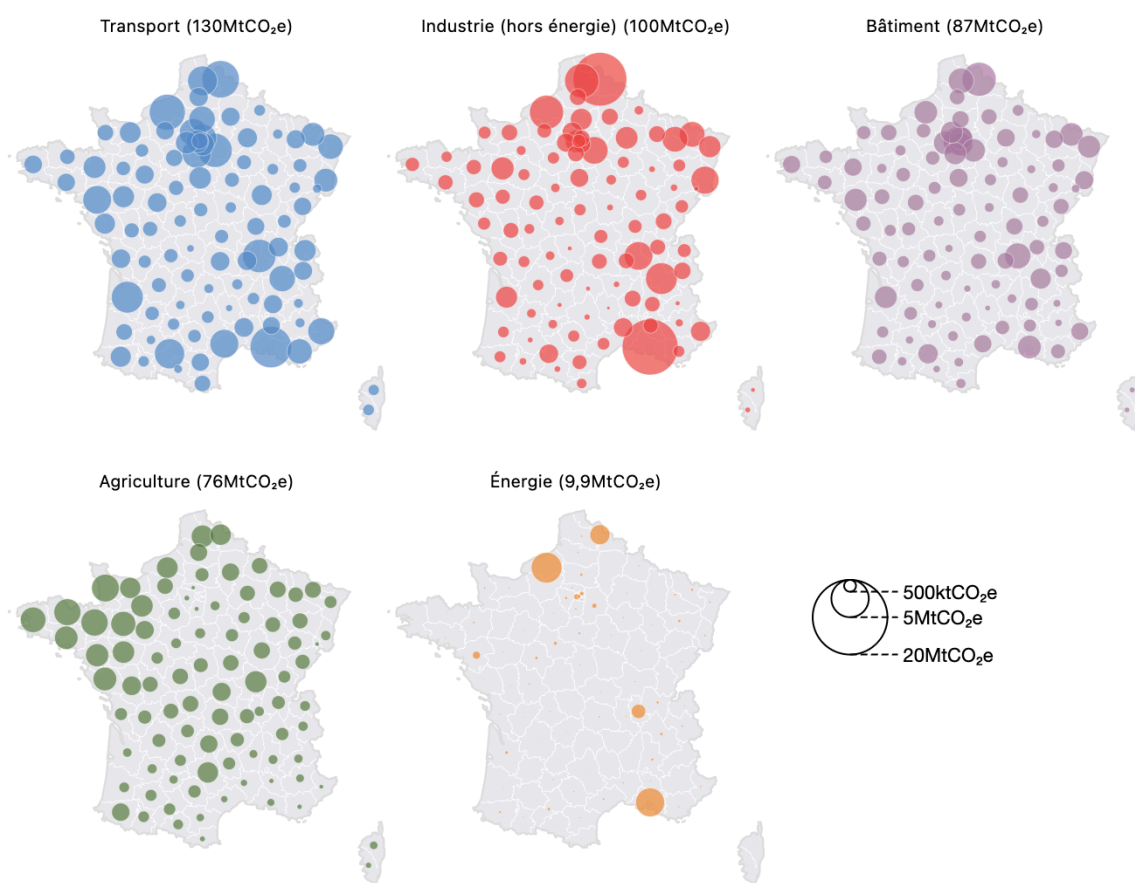 Transport (130MtCO₂e)
Industrie (hors énergie) (100MtCO₂e)
Bâtiment (87MtCO₂e)
Agriculture (76MtCO₂e)
Énergie (9,9MtCO₂e)
500ktCO₂e
5MtCO₂e
20MtCO₂e